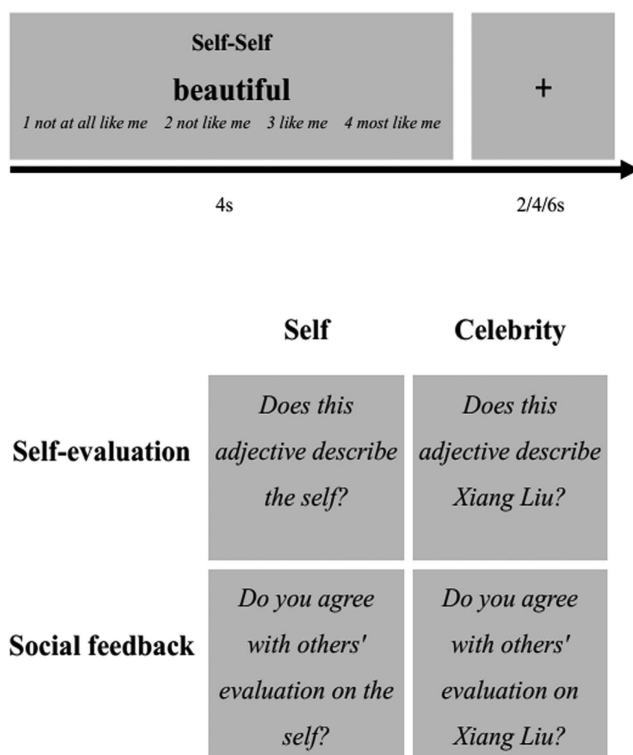 Self-Self
beautiful
1 not at all like me 2 not like me 3 like me 4 most like me
+
4s
2/4/6s
Self
Celebrity
Self-evaluation
Does this
adjective describe
the self?
Does this
adjective describe
Xiang Liu?
Social feedback
Do you agree
with others'
evaluation on the
self?
Do you agree
with others'
evaluation on
Xiang Liu?